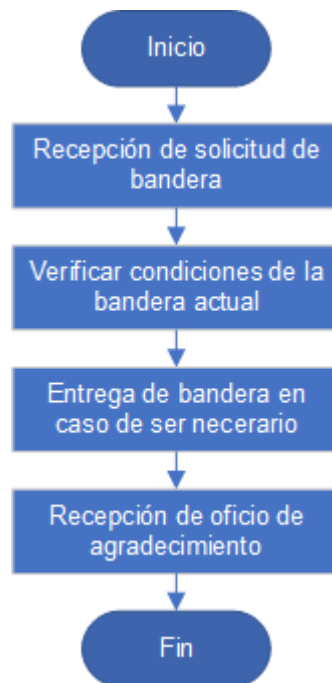 Inicio
Recepción de solicitud de
bandera
Verificar condiciones de la
bandera actual
Entrega de bandera en
caso de ser necerario
Recepción de oficio de
agradecimiento
Fin